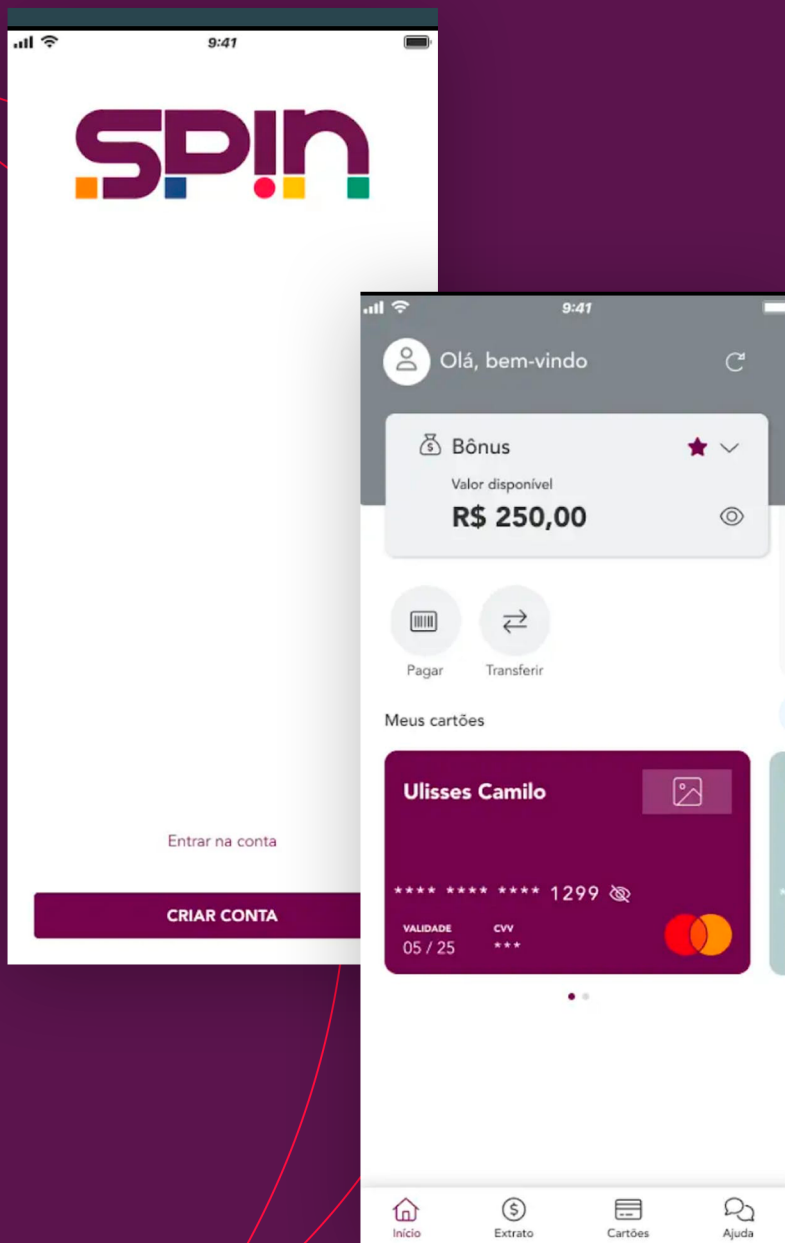 9:41
SPIN
Entrar na conta
CRIAR CONTA
9:41
Olá, bem-vindo
Bônus
Valor disponível
R$ 250,00
Pagar Transferir
Meus cartões
Ulisses Camilo
**** **** **** 1299
VALIDADE CVV
05 / 25 ***
Início Extrato Cartões Ajuda